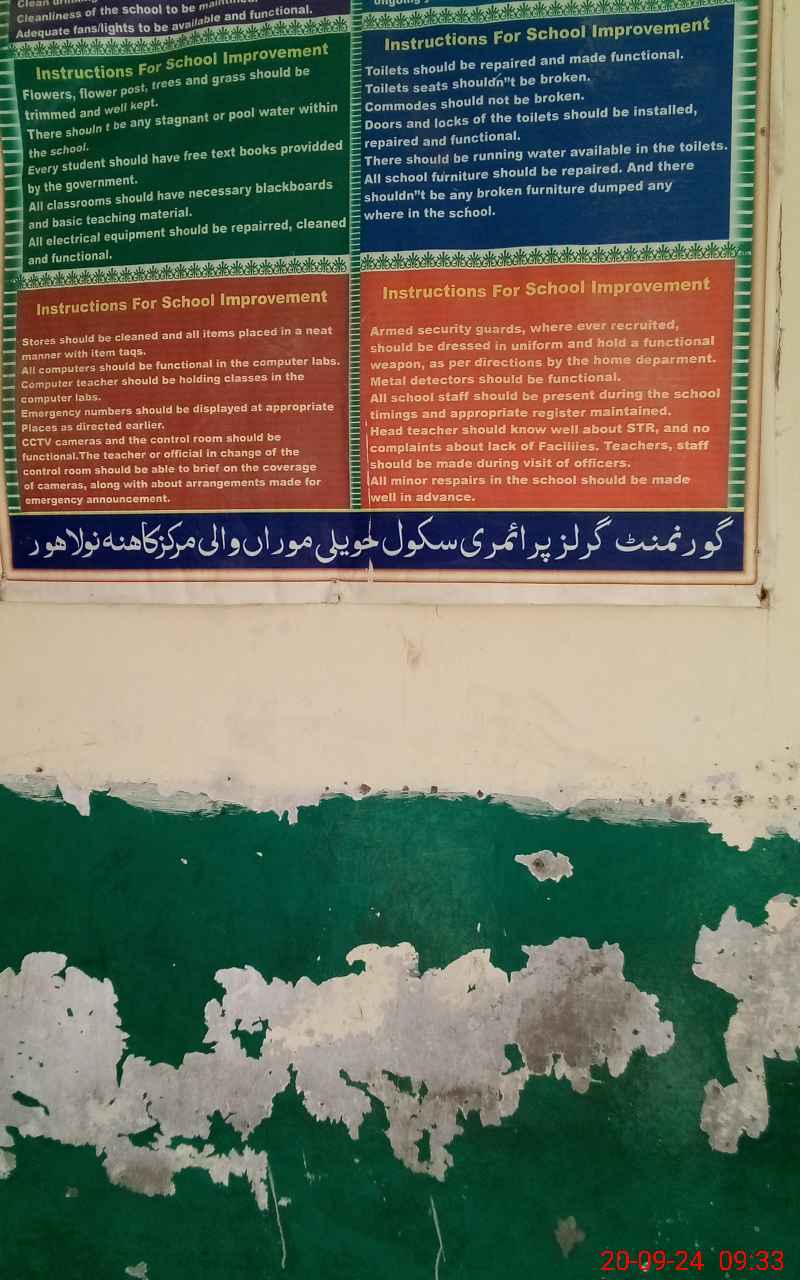 Clean
Cleanliness of the school to be
Adequate fans/lights to be available and functional.
Instructions For School Improvement
Flowers, flower post, trees and grass should be
trimmed and well kept.
There shouln t be any stagnant or pool water within
the school.
Every student should have free text books providded
by the government.
All classrooms should have necessary blackboards
and basic teaching material.
All electrical equipment should be repairred, cleaned
and functional.
Instructions For School Improvement
Toilets should be repaired and made functional.
Toilets seats shouldn"t be broken.
Commodes should not be broken.
Doors and locks of the toilets should be installed,
repaired and functional.
There should be running water available in the toilets.
All school furniture should be repaired. And there
shouldn"t be any broken furniture dumped any
where in the school.
Instructions For School Improvement
Stores should be cleaned and all items placed in a neat
manner with item taqs.
All computers should be functional in the computer labs.
Computer teacher should be holding classes in the
computer labs.
Emergency numbers should be displayed at appropriate
Places as directed earlier.
CCTV cameras and the control room should be
functional.The teacher or official in change of the
control room should be able to brief on the coverage
of cameras, along with about arrangements made for
emergency announcement.
Instructions For School Improvement
Armed security guards, where ever recruited,
should be dressed in uniform and hold a functional
weapon, as per directions by the home deparment.
Metal detectors should be functional.
All school staff should be present during the school
timings and appropriate register maintained.
Head teacher should know well about STR, and no
complaints about lack of Faciliies. Teachers, staff
should be made during visit of officers.
All minor respairs in the school should be made
well in advance.
گورنمنٹ گرلز پرائمری سکول حویلی موراں والی مرکز کاھنہ نو لاھور
20-09-24 09:33